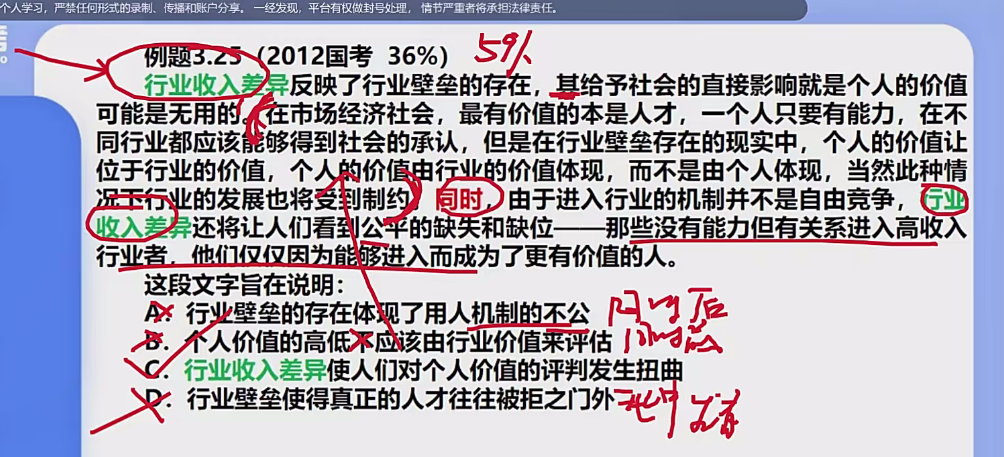 个人学习，严禁任何形式的录制、传播和账户分享。 一经发现，平台有权做封号处理， 情节严重者将承担法律责任。
例题3.25（2012国考 36%） 59%
行业收入差异反映了行业壁垒的存在，其给予社会的直接影响就是个人的价值
可能是无用的。在市场经济社会，最有价值的本是人才，一个人只要有能力，在不
同行业都应该能够得到社会的承认，但是在行业壁垒存在的现实中，个人的价值让
位于行业的价值，个人的价值由行业的价值体现，而不是由个人体现，当然此种情
况下行业的发展也将受到制约。同时，由于进入行业的机制并不是自由竞争，行业
收入差异还将让人们看到公平的缺失和缺位——那些没有能力但有关系进入高收入
行业者，他们仅仅因为能够进入而成为了更有价值的人。
这段文字旨在说明：
A：行业壁垒的存在体现了用人机制的不公 同时后
B：个人价值的高低不应该由行业价值来评估 同时前
C：行业收入差异使人们对个人价值的评判发生扭曲
D：行业壁垒使得真正的人才往往被拒之门外